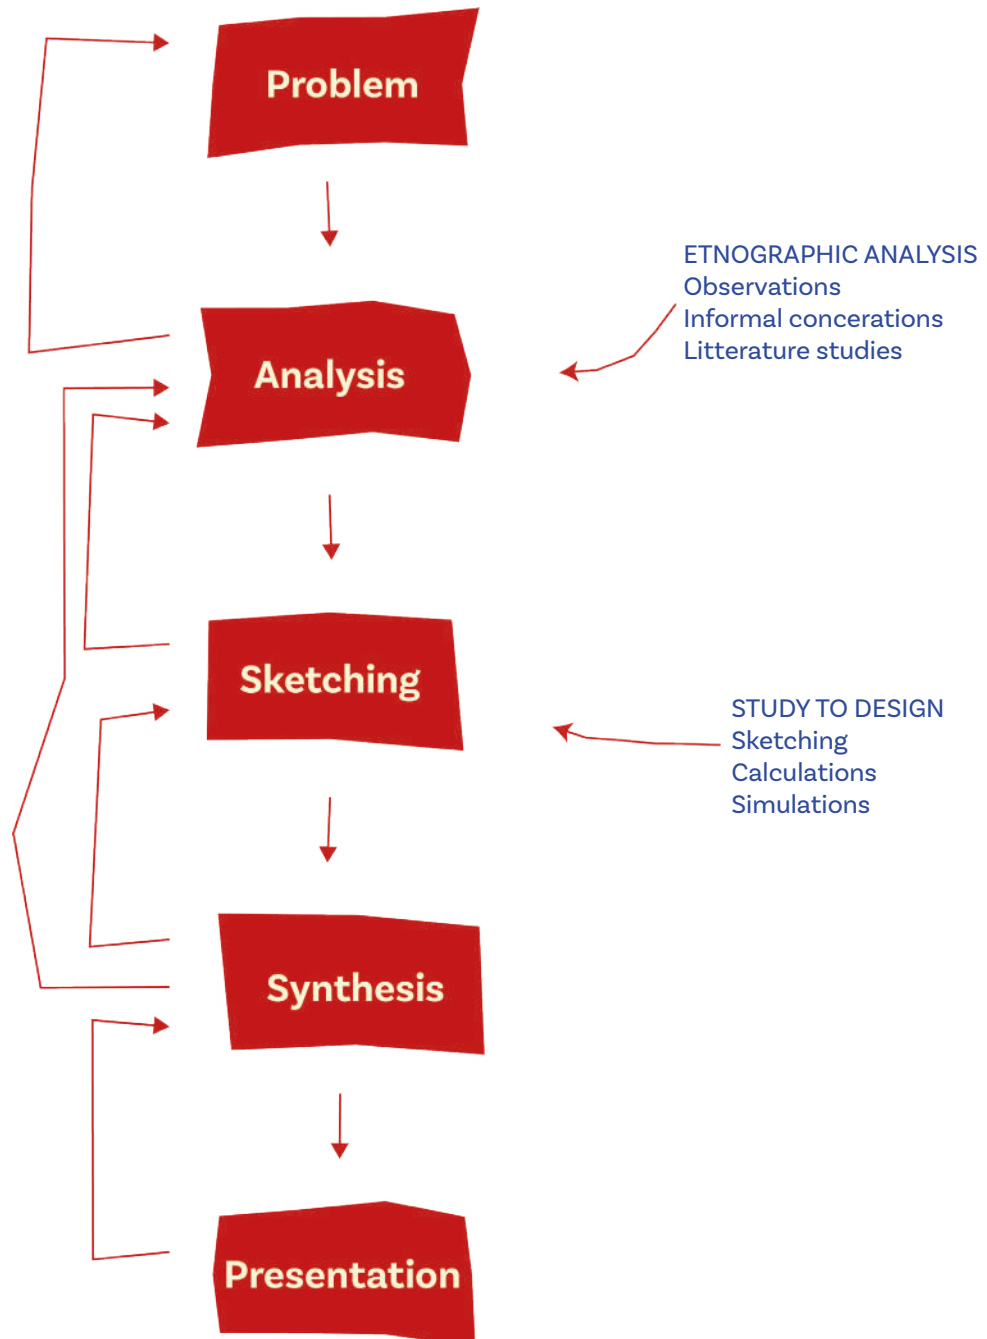 Problem
ETNOGRAPHIC ANALYSIS
Observations
Informal concerations
Litterature studies
Analysis
Sketching
STUDY TO DESIGN
Sketching
Calculations
Simulations
Synthesis
Presentation